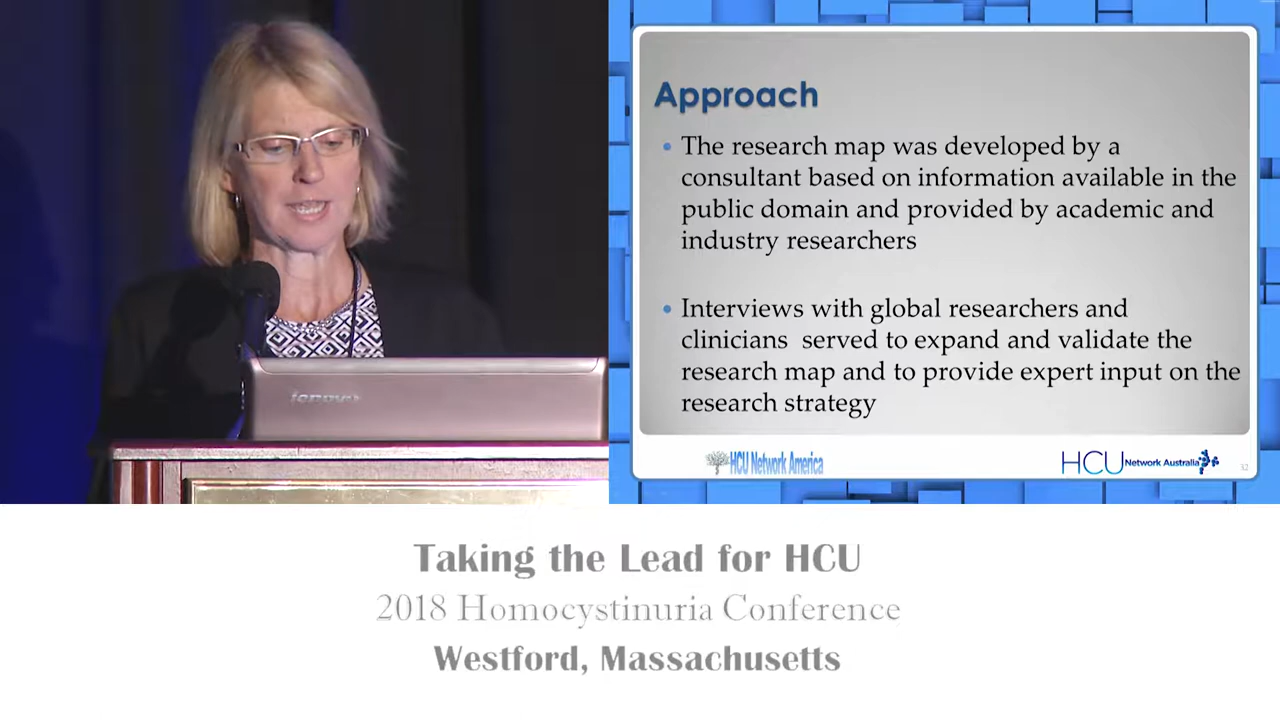 Approach
• The research map was developed by a
consultant based on information available in the
public domain and provided by academic and
industry researchers
• Interviews with global researchers and
clinicians served to expand and validate the
research map and to provide expert input on the
research strategy
HCU Network America
HCU Network Australia
32
lenovo
Taking the Lead for HCU
2018 Homocystinuria Conference
Westford, Massachusetts